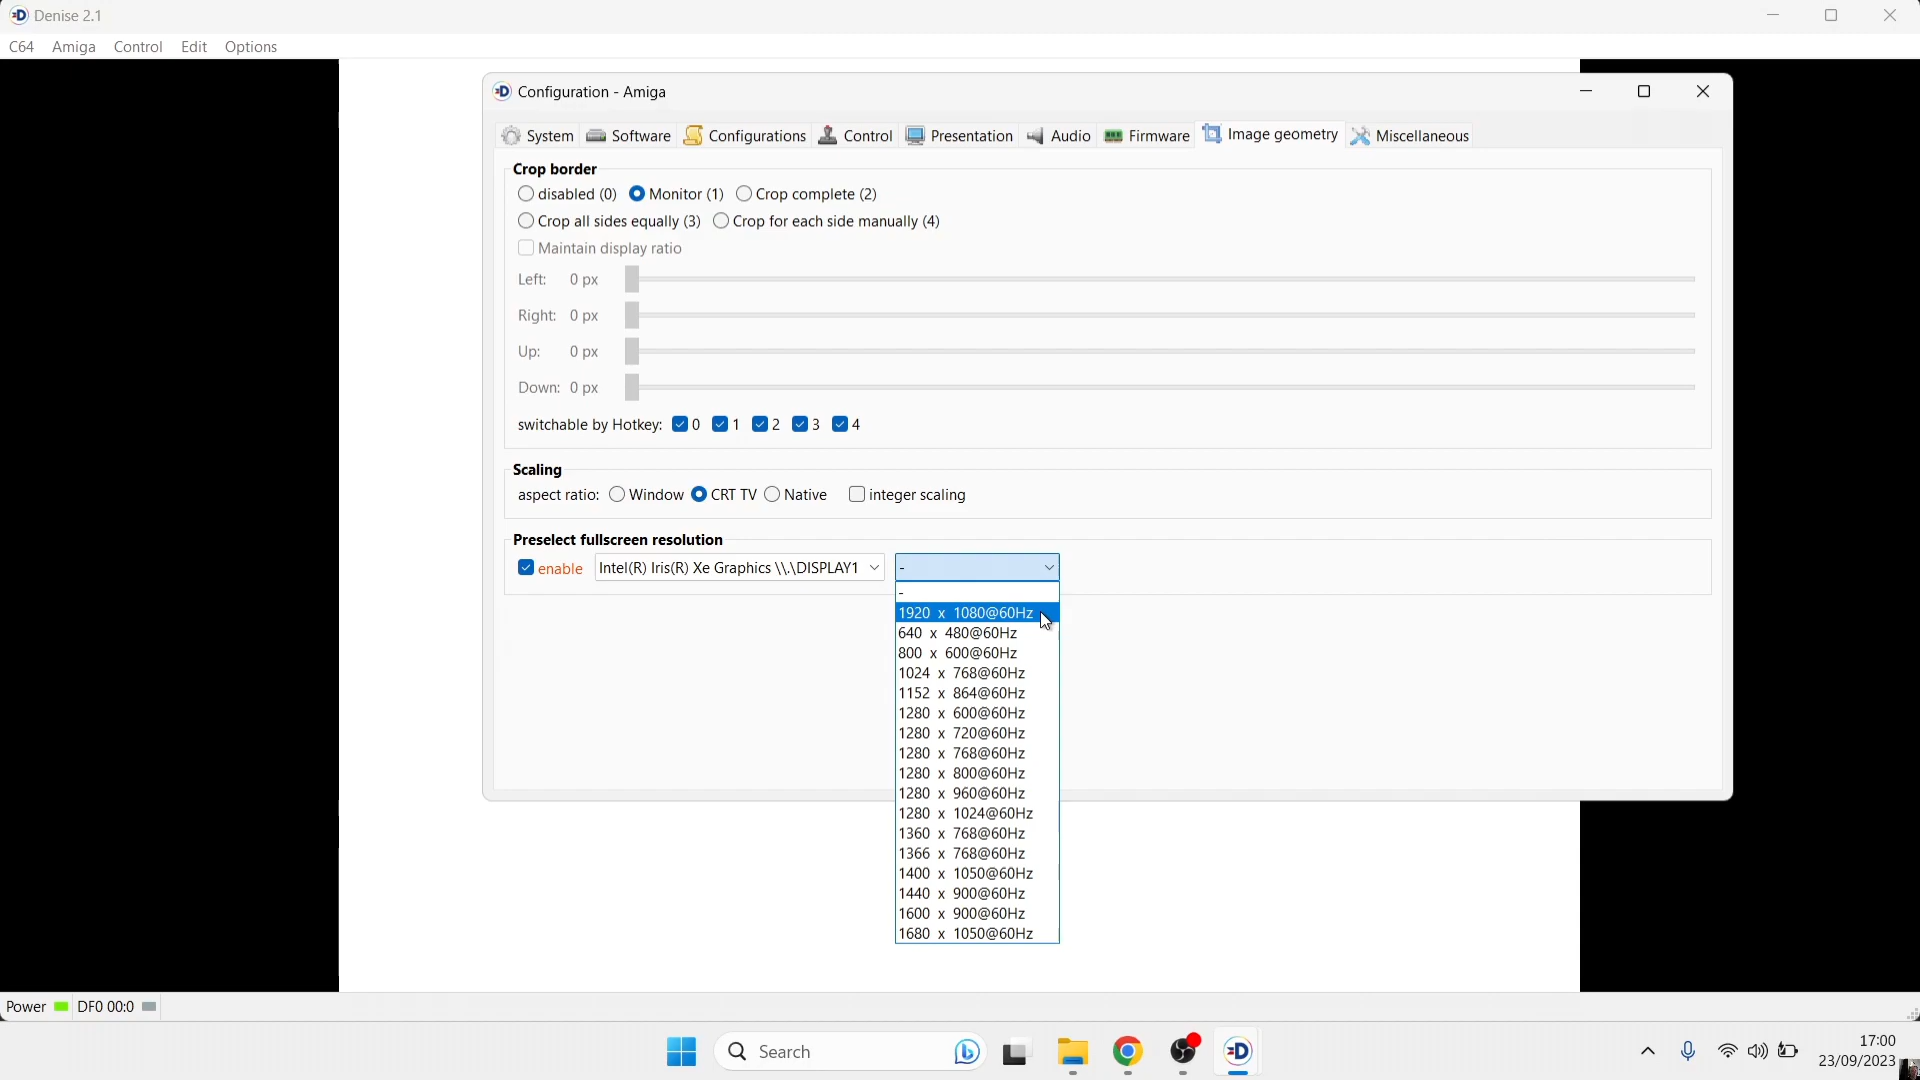 Denise 2.1
C64 Amiga Control Edit Options
Configuration - Amiga
System Software Configurations Control Presentation Audio Firmware Image geometry Miscellaneous
Crop border
disabled (0) Monitor (1) Crop complete (2)
Crop all sides equally (3) Crop for each side manually (4)
Maintain display ratio
Left: 0 px
Right: 0 px
Up: 0 px
Down: 0 px
switchable by Hotkey: 0 1 2 3 4
Scaling
aspect ratio: Window CRT TV Native integer scaling
Preselect fullscreen resolution
enable Intel(R) Iris(R) Xe Graphics \\.\DISPLAY1 -
-
1920 x 1080@60Hz
640 x 480@60Hz
800 x 600@60Hz
1024 x 768@60Hz
1152 x 864@60Hz
1280 x 600@60Hz
1280 x 720@60Hz
1280 x 768@60Hz
1280 x 800@60Hz
1280 x 960@60Hz
1280 x 1024@60Hz
1360 x 768@60Hz
1366 x 768@60Hz
1400 x 1050@60Hz
1440 x 900@60Hz
1600 x 900@60Hz
1680 x 1050@60Hz
Power DF0 00:0
Search
17:00
23/09/2023